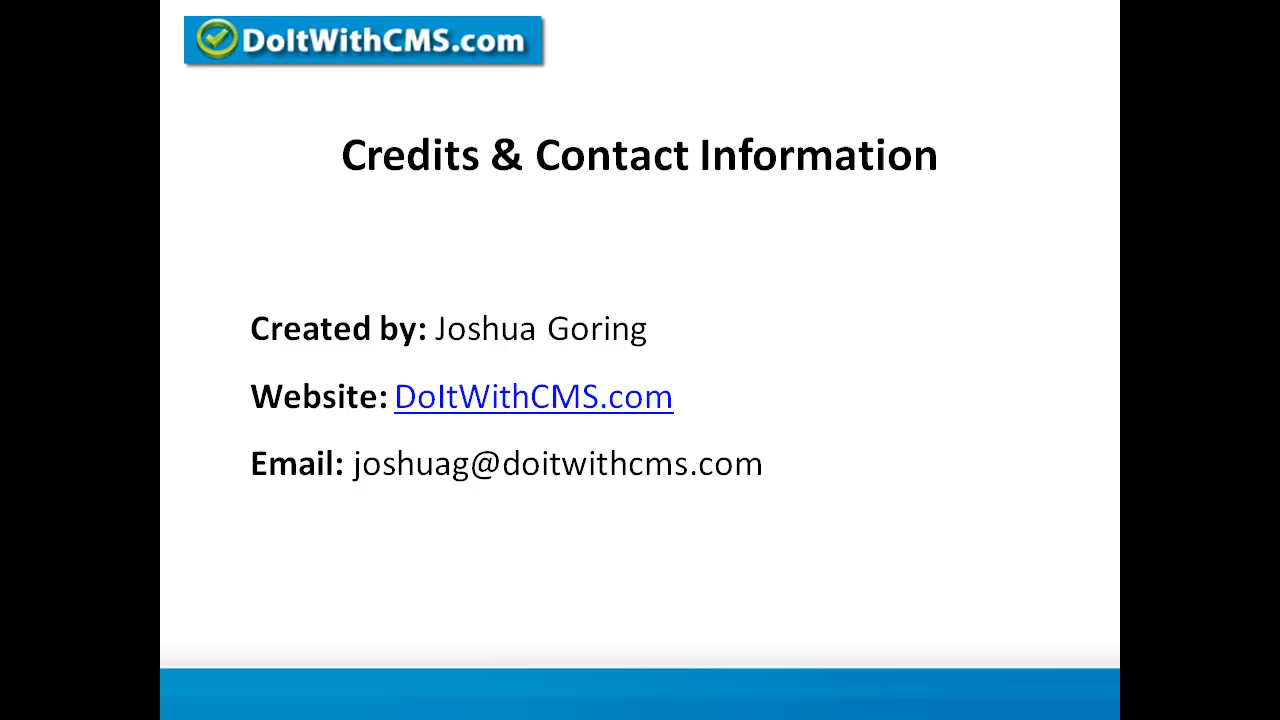 DoItWithCMS.com
Credits & Contact Information
Created by: Joshua Goring
Website: DoItWithCMS.com
Email: joshuag@doitwithcms.com